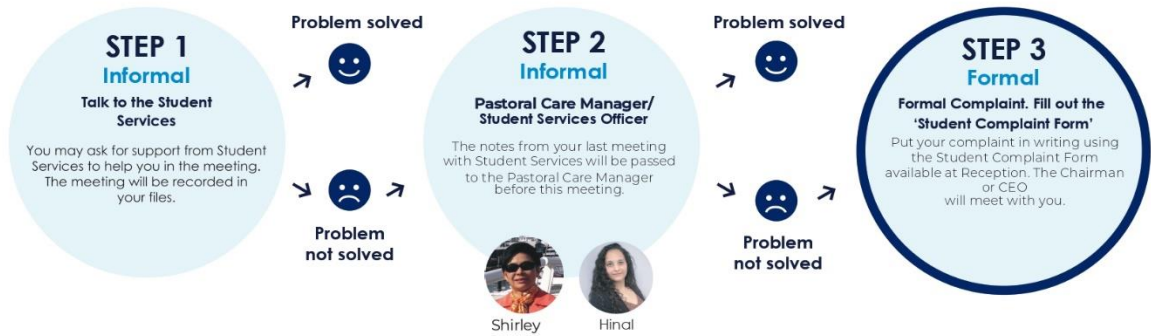 STEP 1
Informal
Talk to the Student
Services
You may ask for support from Student
Services to help you in the meeting.
The meeting will be recorded in
your files.
Problem solved
Problem
not solved
STEP 2
Informal
Pastoral Care Manager/
Student Services Officer
The notes from your last meeting
with Student Services will be passed
to the Pastoral Care Manager
before this meeting.
Shirley
Hinal
Problem solved
Problem
not solved
STEP 3
Formal
Formal Complaint. Fill out the
‘Student Complaint Form’
Put your complaint in writing using
the Student Complaint Form
available at Reception. The Chairman
or CEO
will meet with you.